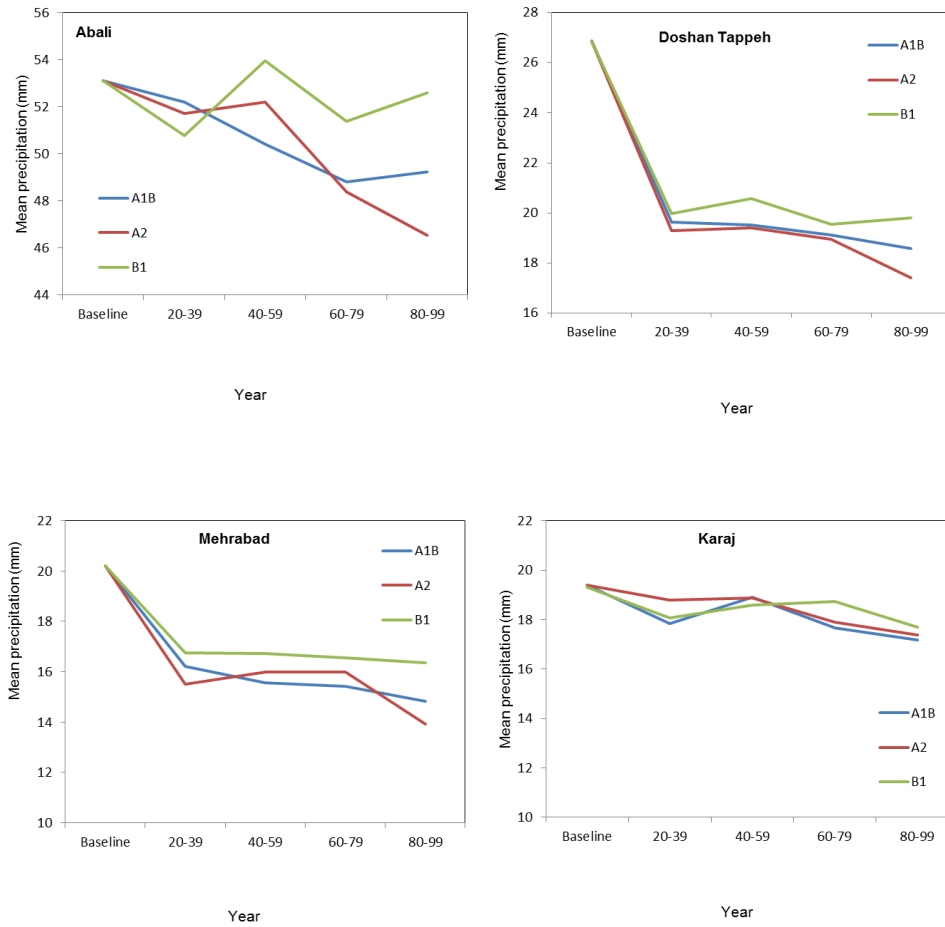 Abali
Mean precipitation (mm)
56
54
52
50
48
46
44
A1B
A2
B1
Baseline 20-39 40-59 60-79 80-99
Year
Doshan Tappeh
Mean precipitation (mm)
28
26
24
22
20
18
16
A1B
A2
B1
Baseline 20-39 40-59 60-79 80-99
Year
Mehrabad
Mean precipitation (mm)
22
20
18
16
14
12
10
A1B
A2
B1
Baseline 20-39 40-59 60-79 80-99
Year
Karaj
Mean precipitation (mm)
22
20
18
16
14
12
10
A1B
A2
B1
Baseline 20-39 40-59 60-79 80-99
Year